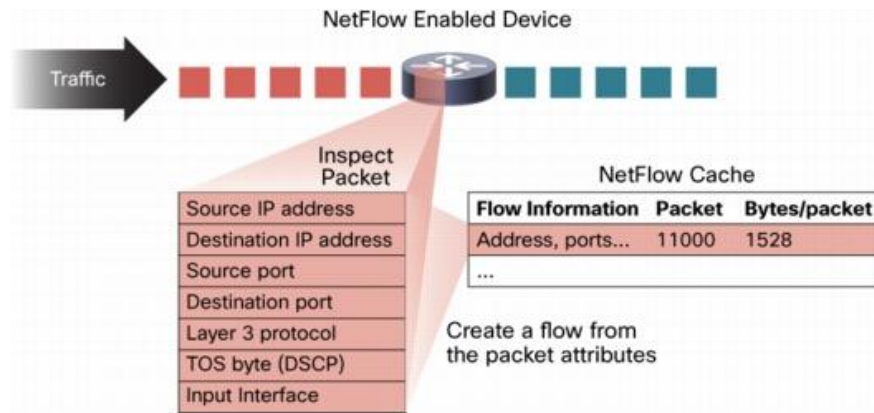 NetFlow Enabled Device
Traffic
Inspect
Packet
Source IP address
Destination IP address
Source port
Destination port
Layer 3 protocol
TOS byte (DSCP)
Input Interface
NetFlow Cache
Flow Information Packet Bytes/packet
Address, ports... 11000 1528
...
Create a flow from
the packet attributes